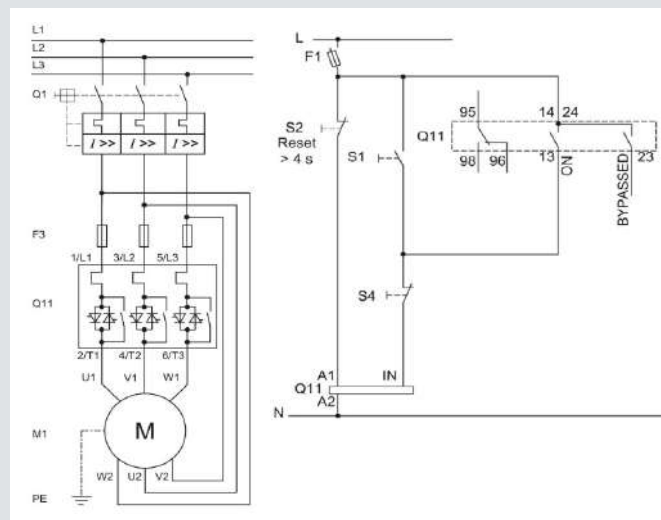 L1
L2
L3
Q1
I >> I >> I >>
F3
1/L1 3/L2 5/L3
Q11
2/T1 4/T2 6/T3
U1 V1 W1
M1
M
W2 U2 V2
PE
L
F1
S2
Reset
> 4 s
S1
95
14 24
Q11
98 96
13
23
ON
BYPASSED
S4
A1 IN
Q11
A2
N